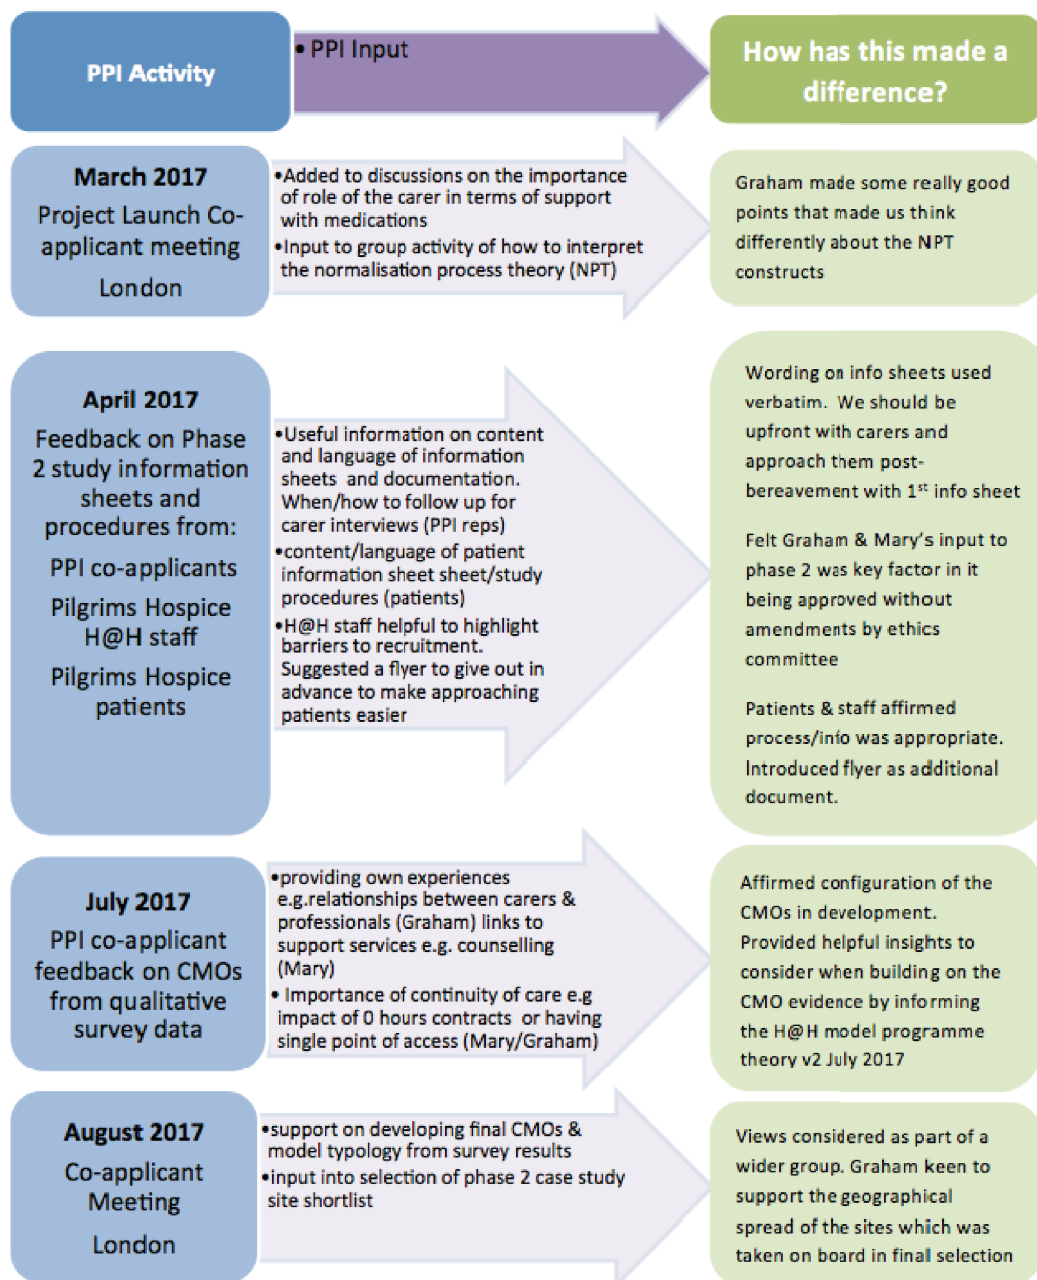 PPI Activity
• PPI Input
How has this made a
difference?
March 2017
Project Launch Co-
applicant meeting
London
•Added to discussions on the importance
of role of the carer in terms of support
with medications
•Input to group activity of how to interpret
the normalisation process theory (NPT)
Graham made some really good
points that made us think
differently about the NPT
constructs
April 2017
Feedback on Phase
2 study information
sheets and
procedures from:
PPI co-applicants
Pilgrims Hospice
H@H staff
Pilgrims Hospice
patients
•Useful information on content
and language of information
sheets and documentation.
When/how to follow up for
carer interviews (PPI reps)
•content/language of patient
information sheet sheet/study
procedures (patients)
•H@H staff helpful to highlight
barriers to recruitment.
Suggested a flyer to give out in
advance to make approaching
patients easier
Wording on info sheets used
verbatim. We should be
upfront with carers and
approach them post-
bereavement with 1st info sheet
Felt Graham & Mary's input to
phase 2 was key factor in it
being approved without
amendments by ethics
committee
Patients & staff affirmed
process/info was appropriate.
Introduced flyer as additional
document.
July 2017
PPI co-applicant
feedback on CMOs
from qualitative
survey data
•providing own experiences
e.g.relationships between carers &
professionals (Graham) links to
support services e.g. counselling
(Mary)
• Importance of continuity of care e.g
impact of 0 hours contracts or having
single point of access (Mary/Graham)
Affirmed configuration of the
CMOs in development.
Provided helpful insights to
consider when building on the
CMO evidence by informing
the H@H model programme
theory v2 July 2017
August 2017
Co-applicant
Meeting
London
•support on developing final CMOs &
model typology from survey results
•input into selection of phase 2 case study
site shortlist
Views considered as part of a
wider group. Graham keen to
support the geographical
spread of the sites which was
taken on board in final selection